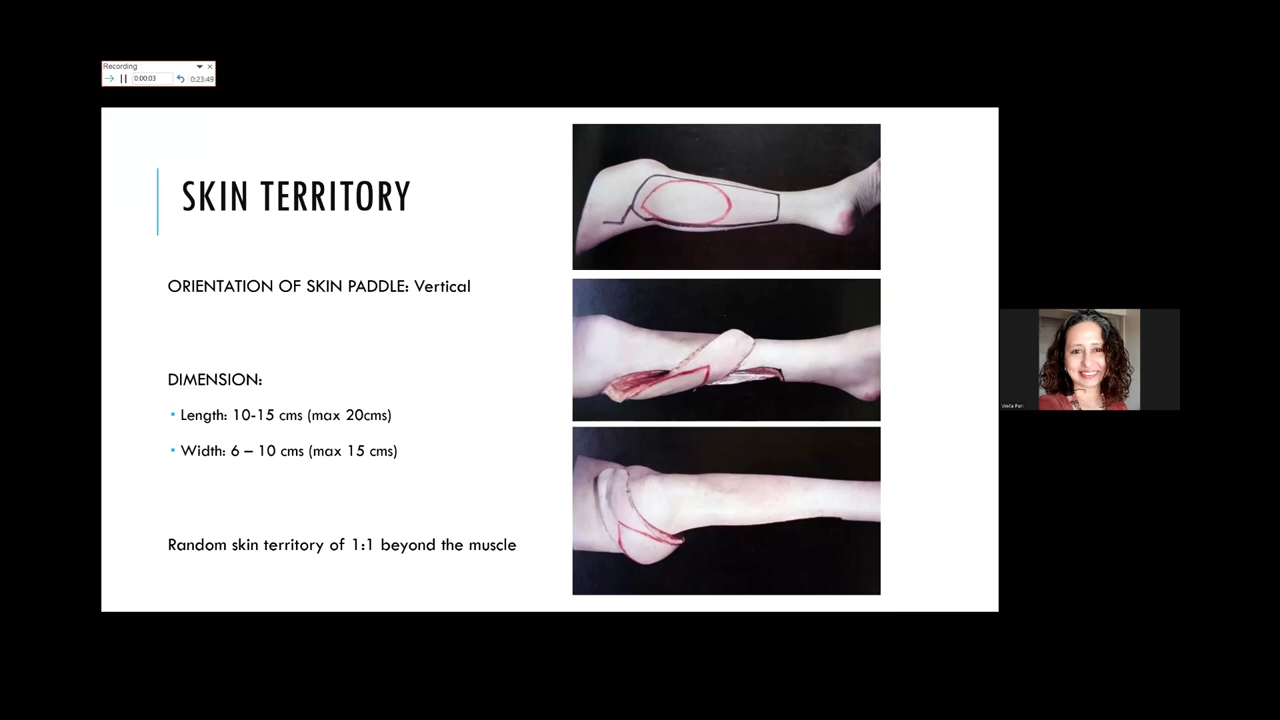 Recording
0:00:03
0:23:49
SKIN TERRITORY
ORIENTATION OF SKIN PADDLE: Vertical
DIMENSION:
▪ Length: 10-15 cms (max 20cms)
▪ Width: 6 – 10 cms (max 15 cms)
Random skin territory of 1:1 beyond the muscle